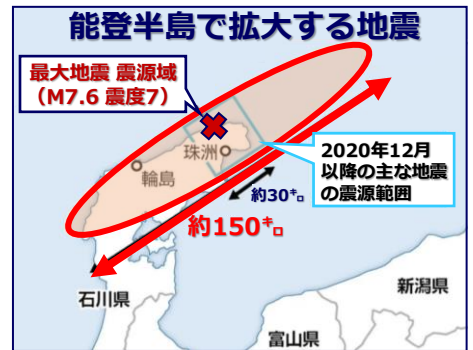 能登半島で拡大する地震
最大地震 震源域
（M7.6 震度7）
珠洲
輪島
2020年12月
以降の主な地震
の震源範囲
約30㌔
約150㌔
石川県
新潟県
富山県